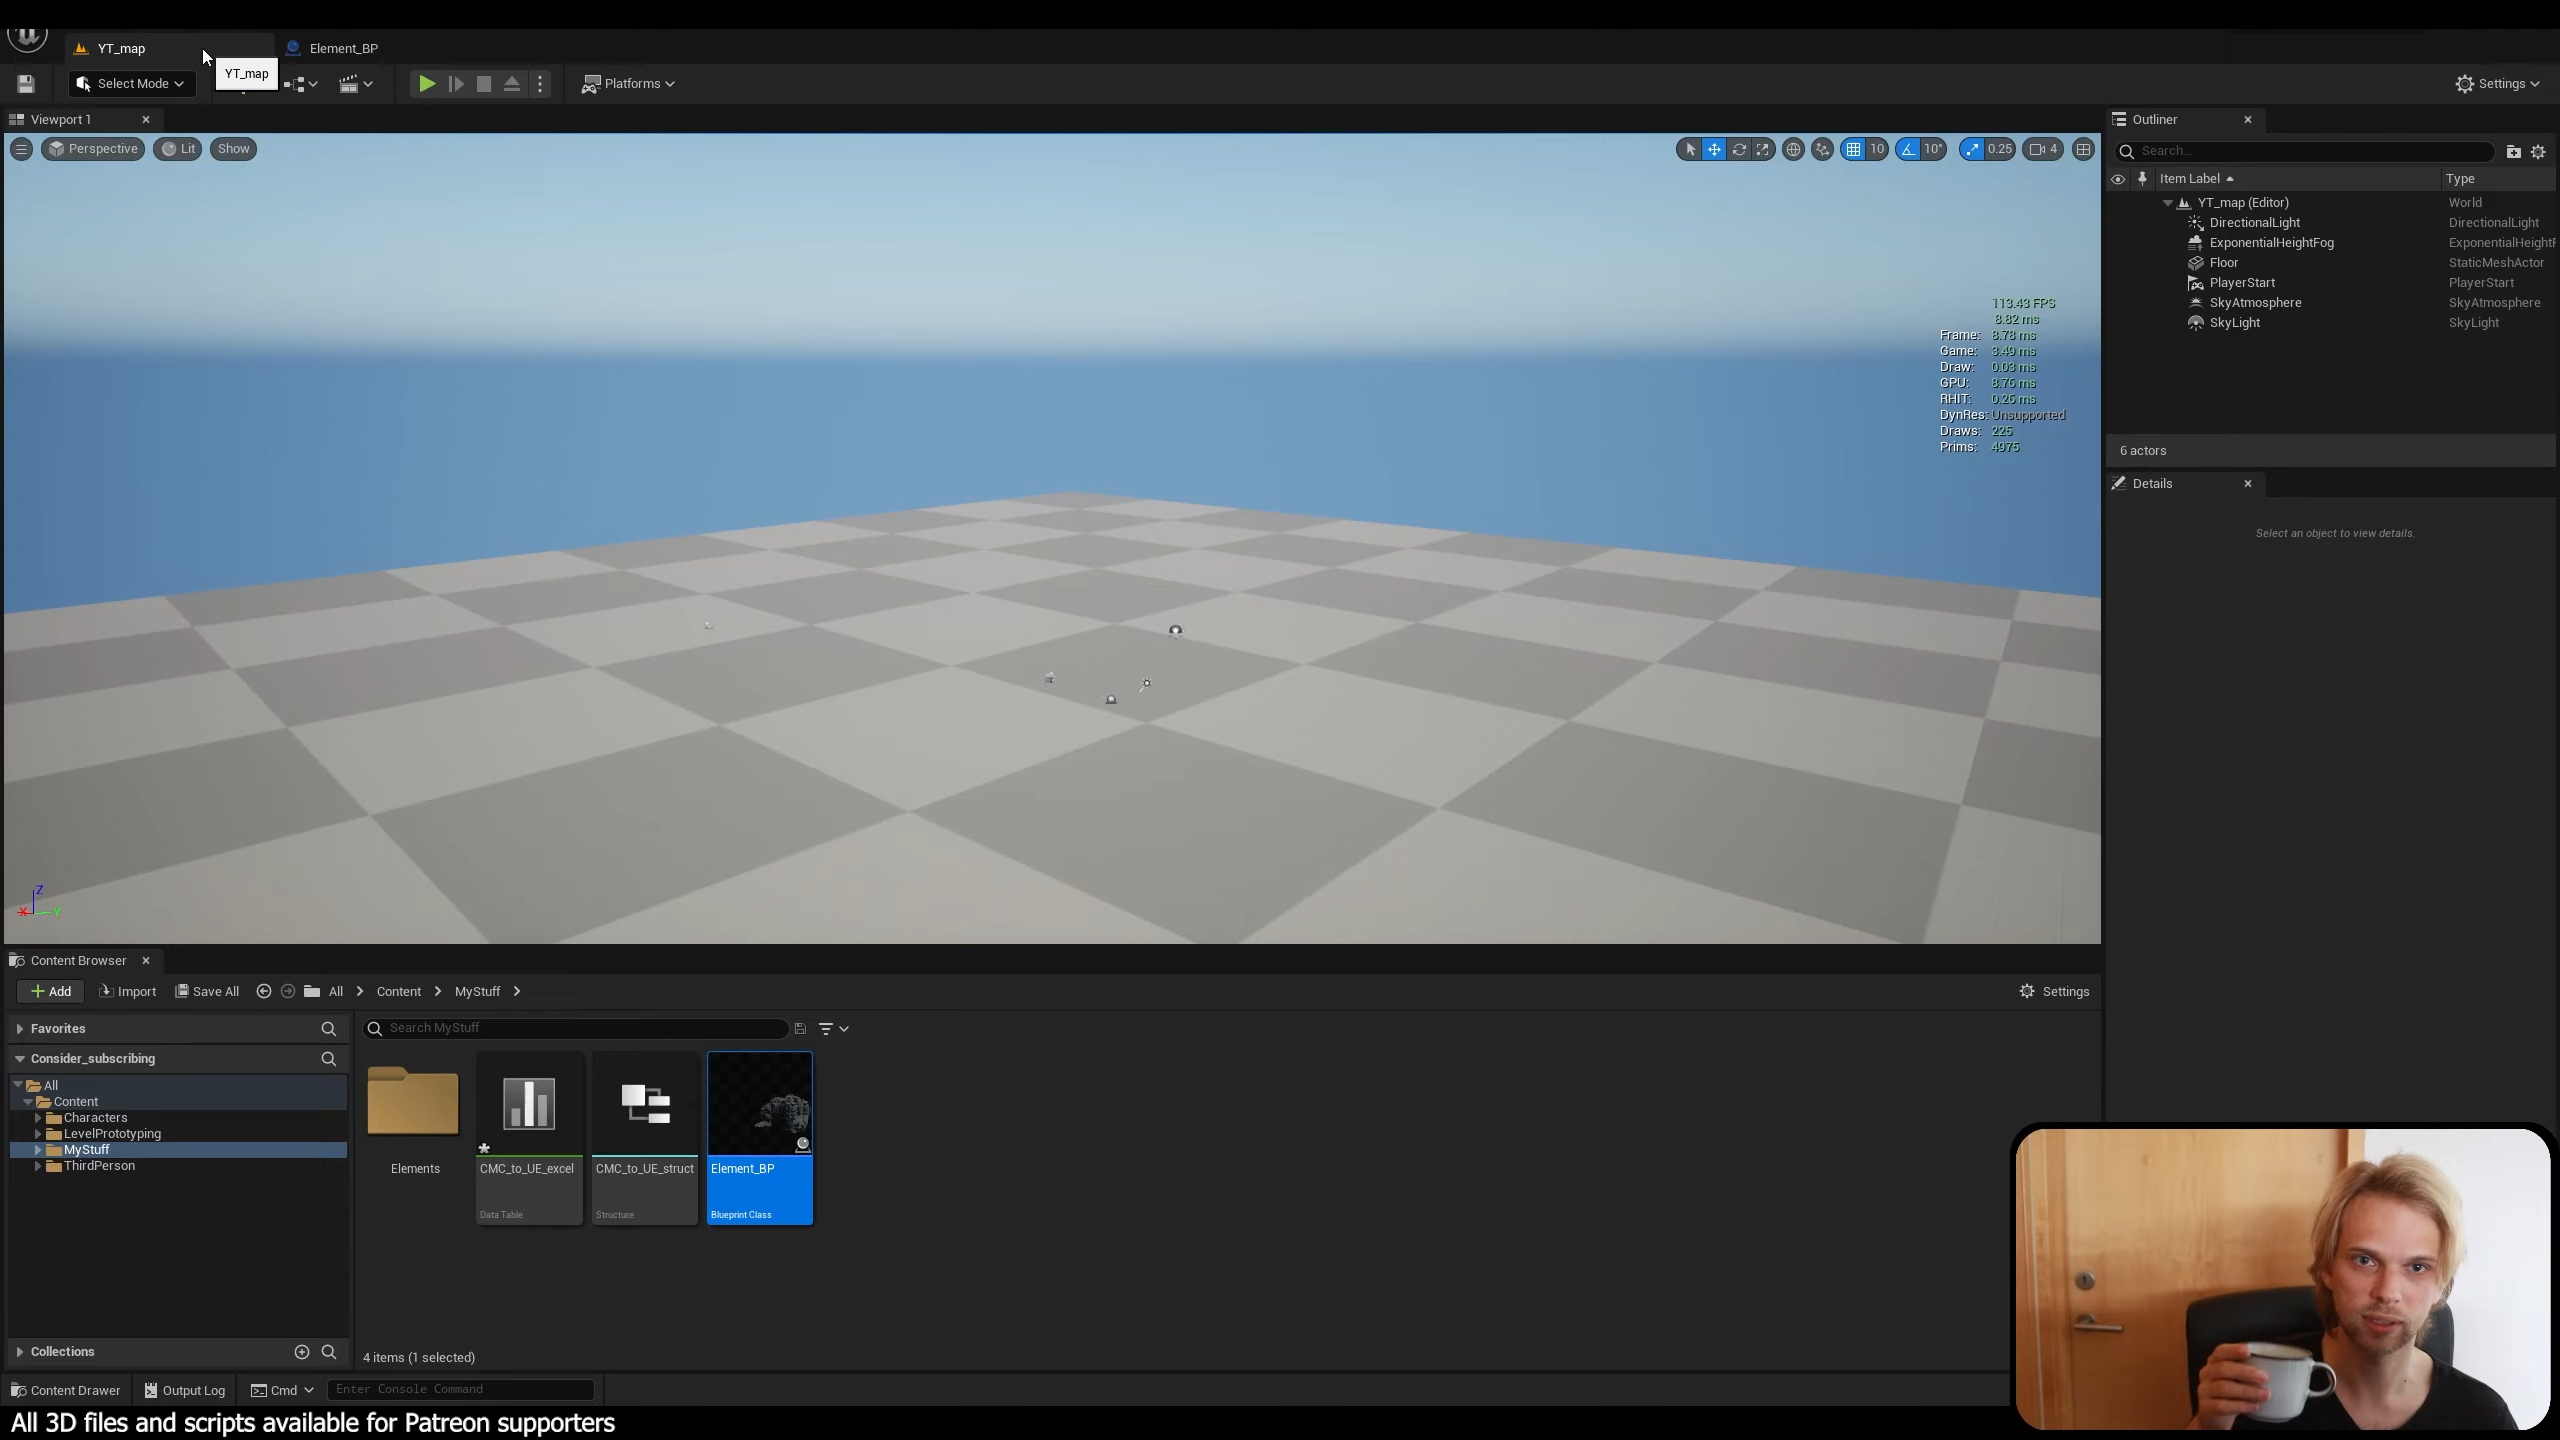 YT_map
Element_BP
YT_map
Select Mode
Platforms
Settings
Viewport 1
Perspective
Lit
Show
10
10°
0.25
4
113.43 FPS
8.82 ms
Frame: 8.78 ms
Game: 3.49 ms
Draw: 0.03 ms
GPU: 8.76 ms
RHIT: 0.26 ms
DynRes: Unsupported
Draws: 225
Prims: 4975
Z
X
Y
Outliner
Search...
Item Label
Type
YT_map (Editor)
World
DirectionalLight
DirectionalLight
ExponentialHeightFog
ExponentialHeightF
Floor
StaticMeshActor
PlayerStart
PlayerStart
SkyAtmosphere
SkyAtmosphere
SkyLight
SkyLight
6 actors
Details
Select an object to view details.
Content Browser
Add
Import
Save All
All
Content
MyStuff
Settings
Favorites
Consider_subscribing
All
Content
Characters
LevelPrototyping
MyStuff
ThirdPerson
Collections
Search MyStuff
Elements
CMC_to_UE_excel
Data Table
CMC_to_UE_struct
Structure
Element_BP
Blueprint Class
4 items (1 selected)
Content Drawer
Output Log
Cmd
Enter Console Command
All 3D files and scripts available for Patreon supporters